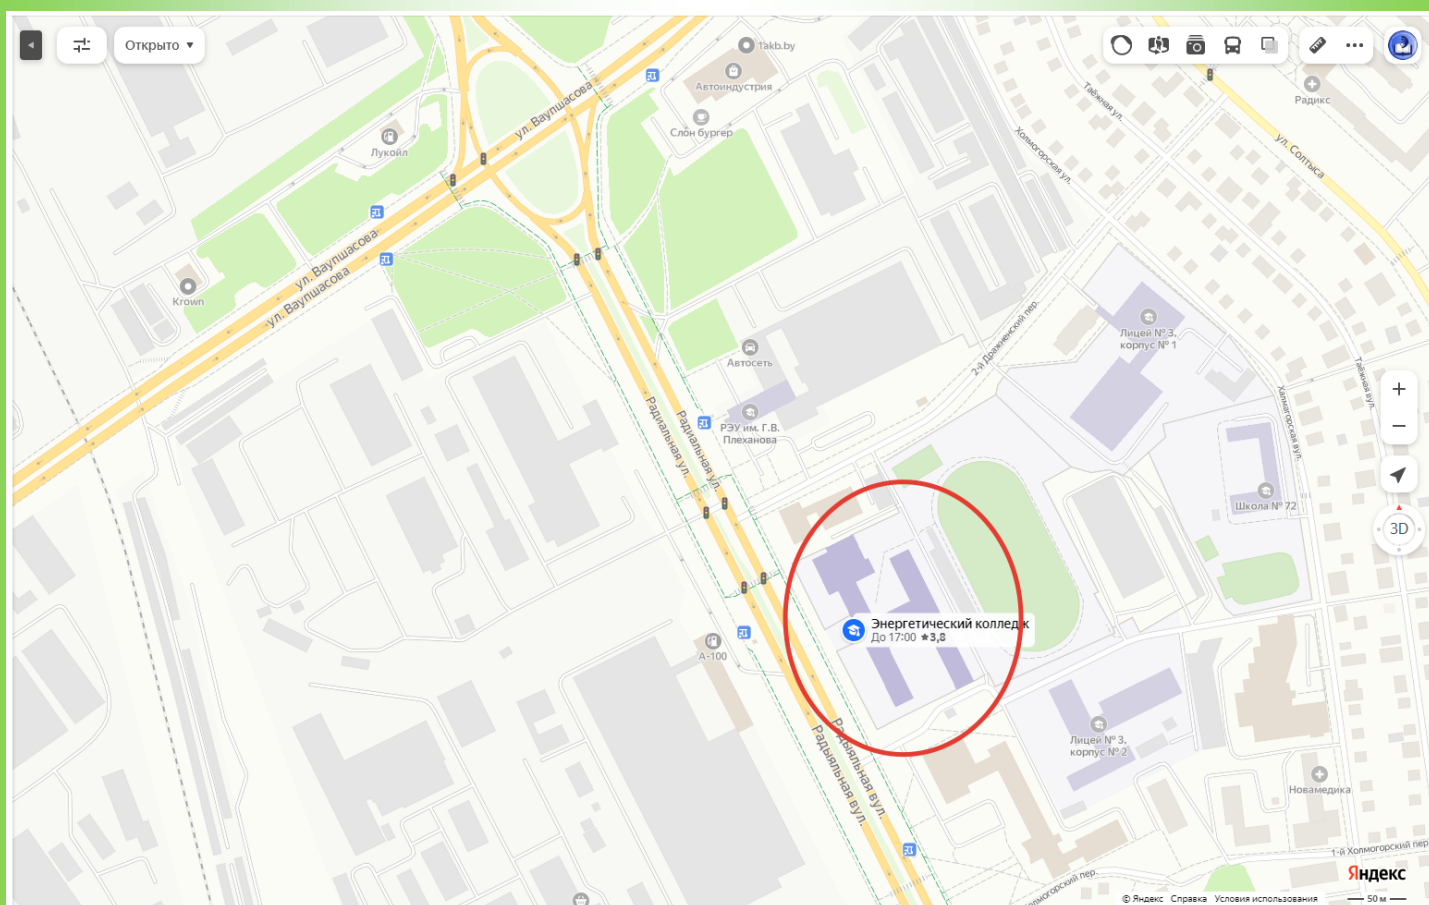 Открыто
1akb.by
Автоиндустрия
Слон бургер
Лукойл
ул. Ваупшасова
Радикс
Таёжная ул.
Холмогорская ул.
ул. Солтыса
ул. Ваупшасова
ул. Ваупшасова
Krown
2-й Дражненский пер.
Лицей № 3,
корпус № 1
Автосеть
РЭУ им. Г.В.
Плеханова
Радиальная ул.
Радиальная ул.
Таёжная вул.
Халмагорская вул.
Школа № 72
3D
Энергетический колледж
До 17:00 ★3,8
А-100
Лицей № 3,
корпус № 2
Радыяльная вул.
Радыяльная вул.
Новамедика
1-й Холмогорский пер.
Яндекс
© Яндекс Справка Условия использования
50 м